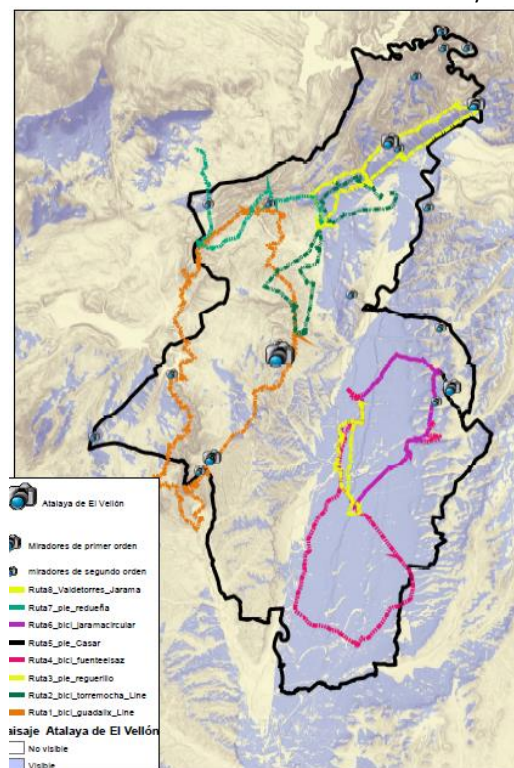 Atalaya de El Vellón
Miradores de primer orden
miradores de segundo orden
Ruta8_Valdetorres_Jarama
Ruta7_pie_redueña
Ruta6_bici_jaramacircular
Ruta5_pie_Casar
Ruta4_bici_fuenteelsaz
Ruta3_pie_reguerillo
Ruta2_bici_torremocha_Line
Ruta1_bici_guadalix_Line
aisaje Atalaya de El Vellón
No visible
Visible